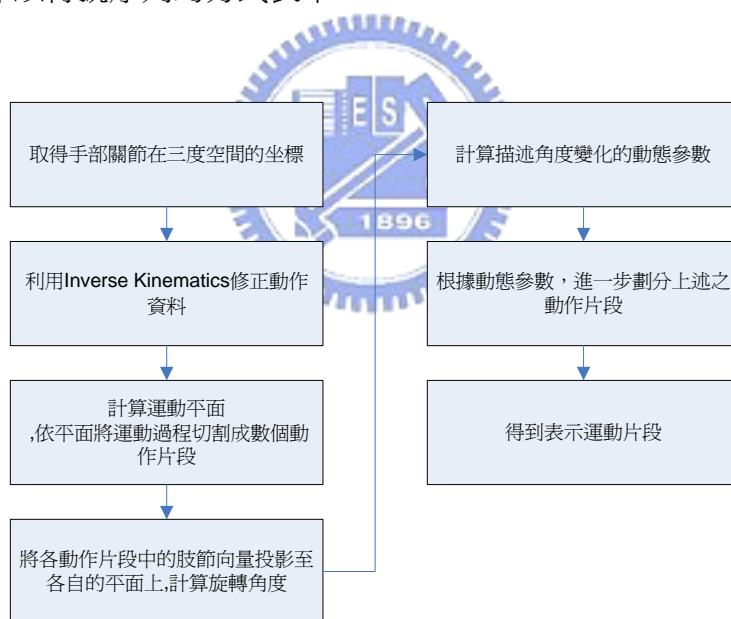 取得手部關節在三度空間的坐標
利用Inverse Kinematics修正動作
資料
計算運動平面
,依平面將運動過程切割成數個動
作片段
將各動作片段中的肢節向量投影至
各自的平面上,計算旋轉角度
計算描述角度變化的動態參數
根據動態參數，進一步劃分上述之
動作片段
得到表示運動片段
ES
1896